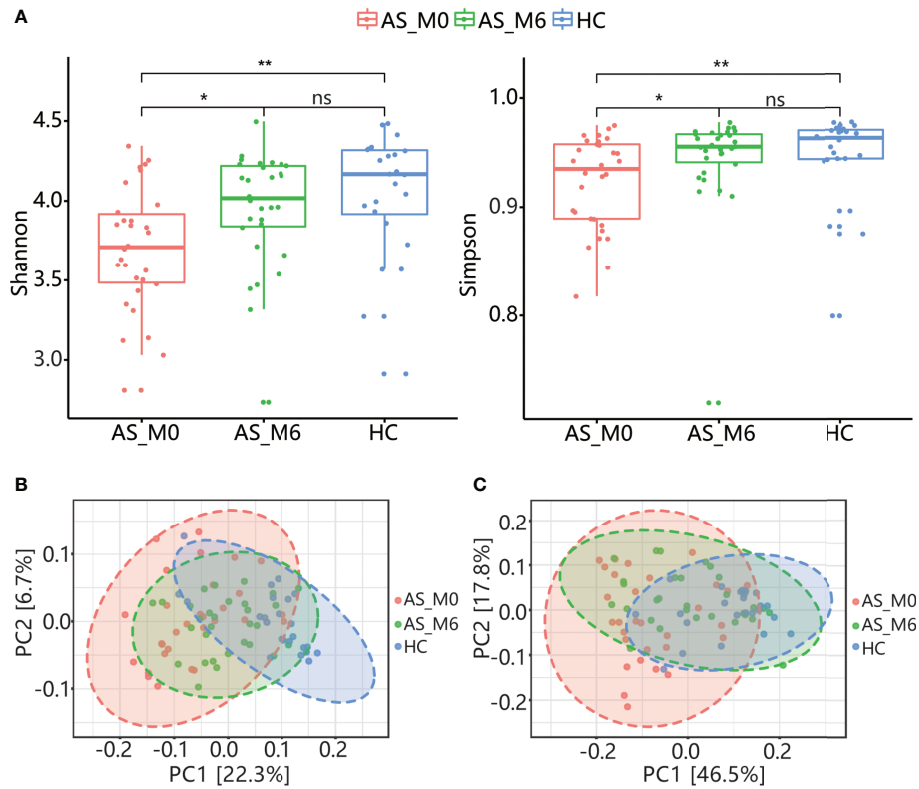 A
AS_M0 AS_M6 HC
Shannon
4.5
4.0
3.5
3.0
** 
* ns
AS_M0 AS_M6 HC
Simpson
1.0
0.9
0.8
**
* ns
AS_M0 AS_M6 HC
B
PC2 [6.7%]
0.1
0.0
-0.1
-0.2 -0.1 0.0 0.1 0.2
PC1 [22.3%]
AS_M0
AS_M6
HC
C
PC2 [17.8%]
0.2
0.1
0.0
-0.1
-0.2
-0.2 0.0 0.2
PC1 [46.5%]
AS_M0
AS_M6
HC